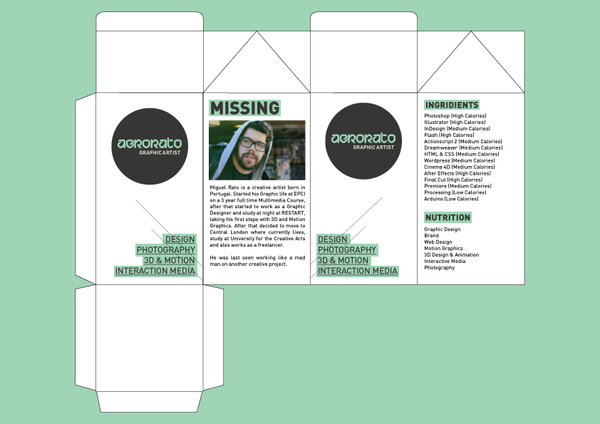 aerorato
GRAPHIC ARTIST
DESIGN
PHOTOGRAPHY
3D & MOTION
INTERACTION MEDIA
MISSING
Miguel Rato is a creative artist born in
Portugal. Started his Graphic life at EPCI
on a 3 year full time Multimedia Course,
after that started to work as a Graphic
Designer and study at night at RESTART,
taking his first steps with 3D and Motion
Graphics. After that decided to move to
Central London where currently lives,
study at University for the Creative Arts
and also works as a freelancer.
He was last seen working like a mad
man on another creative project.
aerorato
GRAPHIC ARTIST
DESIGN
PHOTOGRAPHY
3D & MOTION
INTERACTION MEDIA
INGRIDIENTS
Photoshop (High Calories)
Illustrator (High Calories)
InDesign (Medium Calories)
Flash (High Calories)
Actionscript 2 (Medium Calories)
Dreamweaver (Medium Calories)
HTML & CSS (Medium Calories)
Wordpress (Medium Calories)
Cinema 4D (Medium Calories)
After Effects (High Calories)
Final Cut (High Calories)
Premiere (Medium Calories)
Processing (Low Calories)
Arduino (Low Calories)
NUTRITION
Graphic Design
Brand
Web Design
Motion Graphics
3D Design & Animation
Interactive Media
Photography